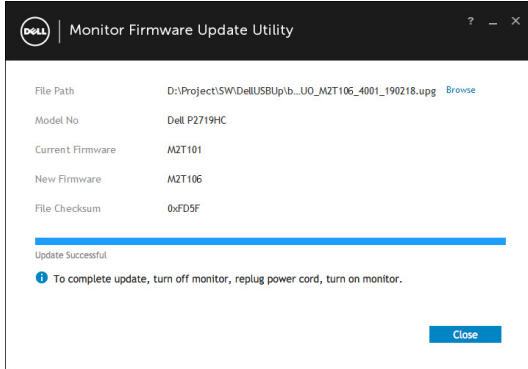 DELL Monitor Firmware Update Utility ? _ ×
File Path D:\Project\SW\DellUSBUp\b...UO_M2T106_4001_190218.upg Browse
Model No Dell P2719HC
Current Firmware M2T101
New Firmware M2T106
File Checksum 0xFD5F
Update Successful
i To complete update, turn off monitor, replug power cord, turn on monitor.
Close